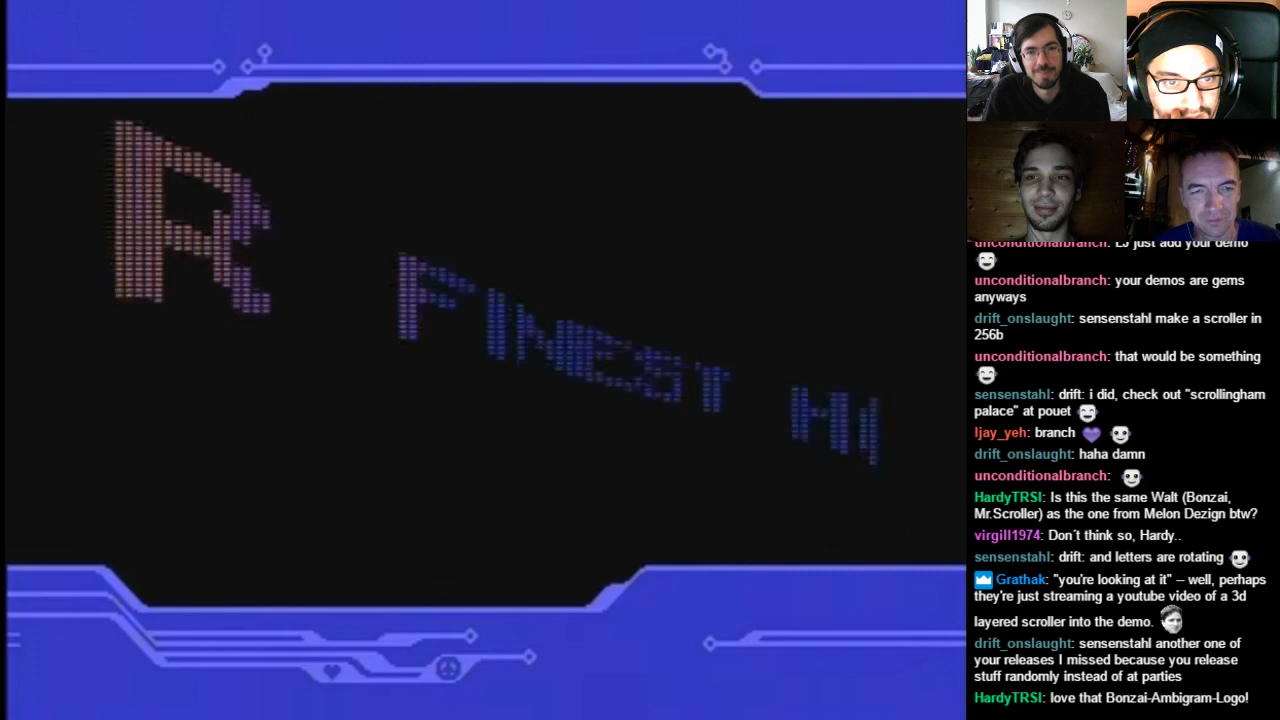 R FINEST HI
unconditionalbranch: LJ just add your demo
unconditionalbranch: your demos are gems
anyways
drift_onslaught: sensenstahl make a scroller in
256b
unconditionalbranch: that would be something
sensenstahl: drift: i did, check out "scrollingham
palace" at pouet
ljay_yeh: branch
drift_onslaught: haha damn
unconditionalbranch:
HardyTRSI: Is this the same Walt (Bonzai,
Mr.Scroller) as the one from Melon Dezign btw?
virgill1974: Don´t think so, Hardy..
sensenstahl: drift: and letters are rotating
Grathak: "you're looking at it" – well, perhaps
they're just streaming a youtube video of a 3d
layered scroller into the demo.
drift_onslaught: sensenstahl another one of
your releases I missed because you release
stuff randomly instead of at parties
HardyTRSI: love that Bonzai-Ambigram-Logo!